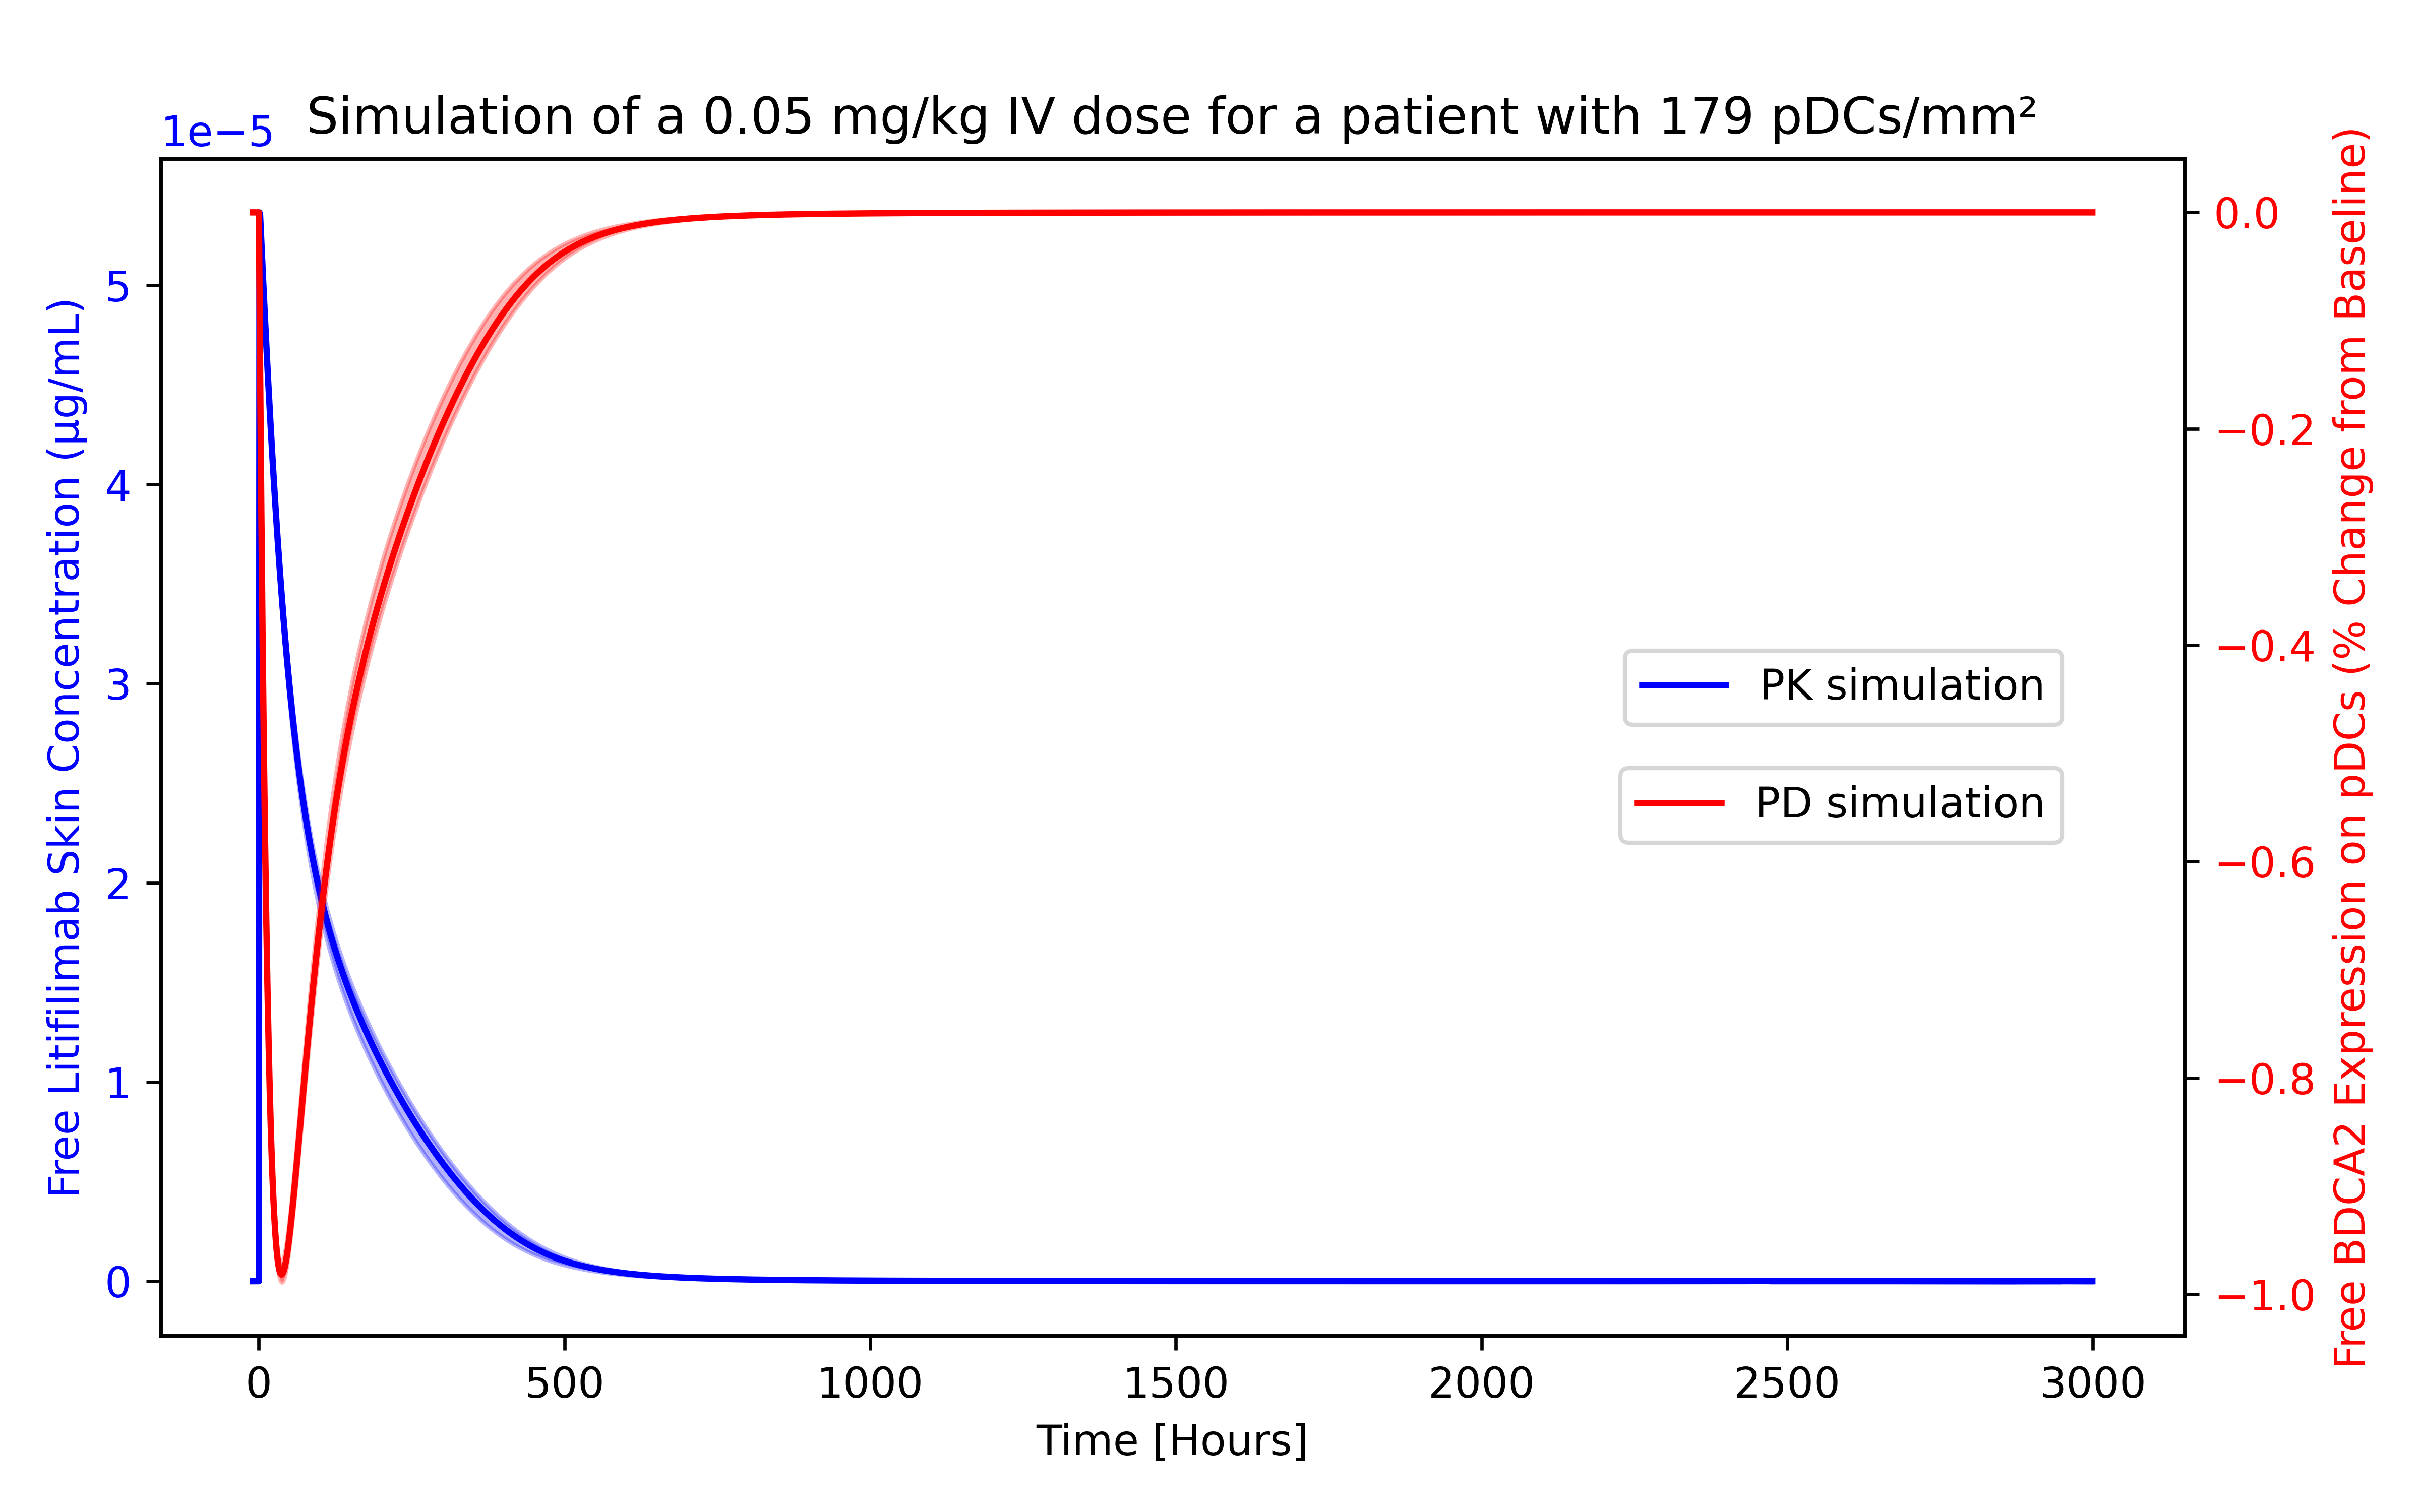 Simulation of a 0.05 mg/kg IV dose for a patient with 179 pDCs/mm²
1e−5
Free Litifilimab Skin Concentration (µg/mL)
5
4
3
2
1
0
0.0
−0.2
−0.4
−0.6
−0.8
−1.0
Free BDCA2 Expression on pDCs (% Change from Baseline)
PK simulation
PD simulation
0 500 1000 1500 2000 2500 3000
Time [Hours]